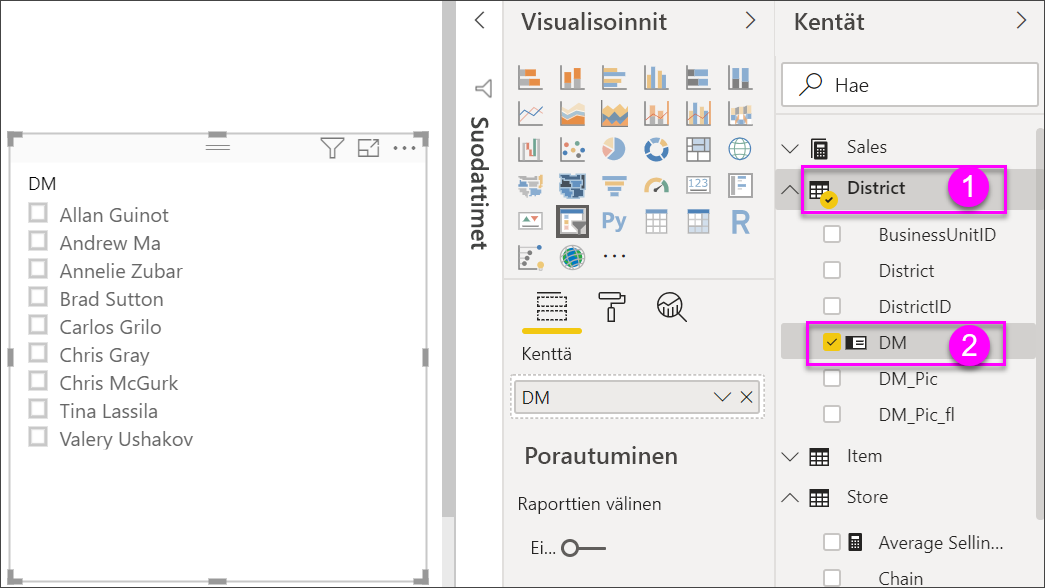 DM
Allan Guinot
Andrew Ma
Annelie Zubar
Brad Sutton
Carlos Grilo
Chris Gray
Chris McGurk
Tina Lassila
Valery Ushakov
Suodattimet
Visualisoinnit
123
Py
R
Kenttä
DM
Porautuminen
Raporttien välinen
Ei...
Kentät
Hae
Sales
District 1
BusinessUnitID
District
DistrictID
DM 2
DM_Pic
DM_Pic_fl
Item
Store
Average Sellin...
Chain